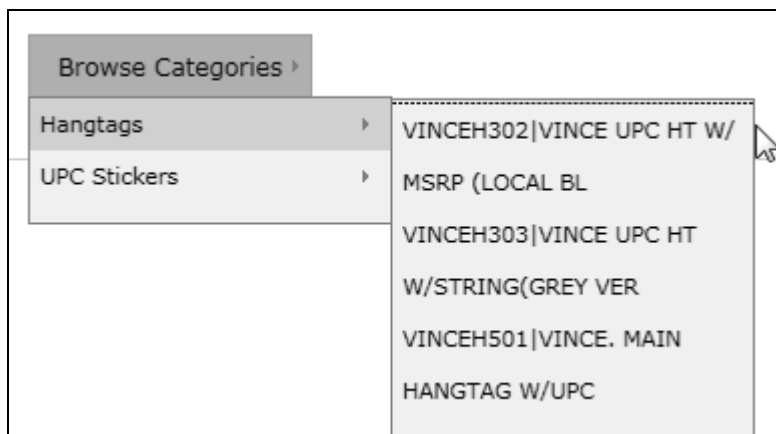 Browse Categories
Hangtags
UPC Stickers
VINCEH302|VINCE UPC HT W/
MSRP (LOCAL BL
VINCEH303|VINCE UPC HT
W/STRING(GREY VER
VINCEH501|VINCE. MAIN
HANGTAG W/UPC